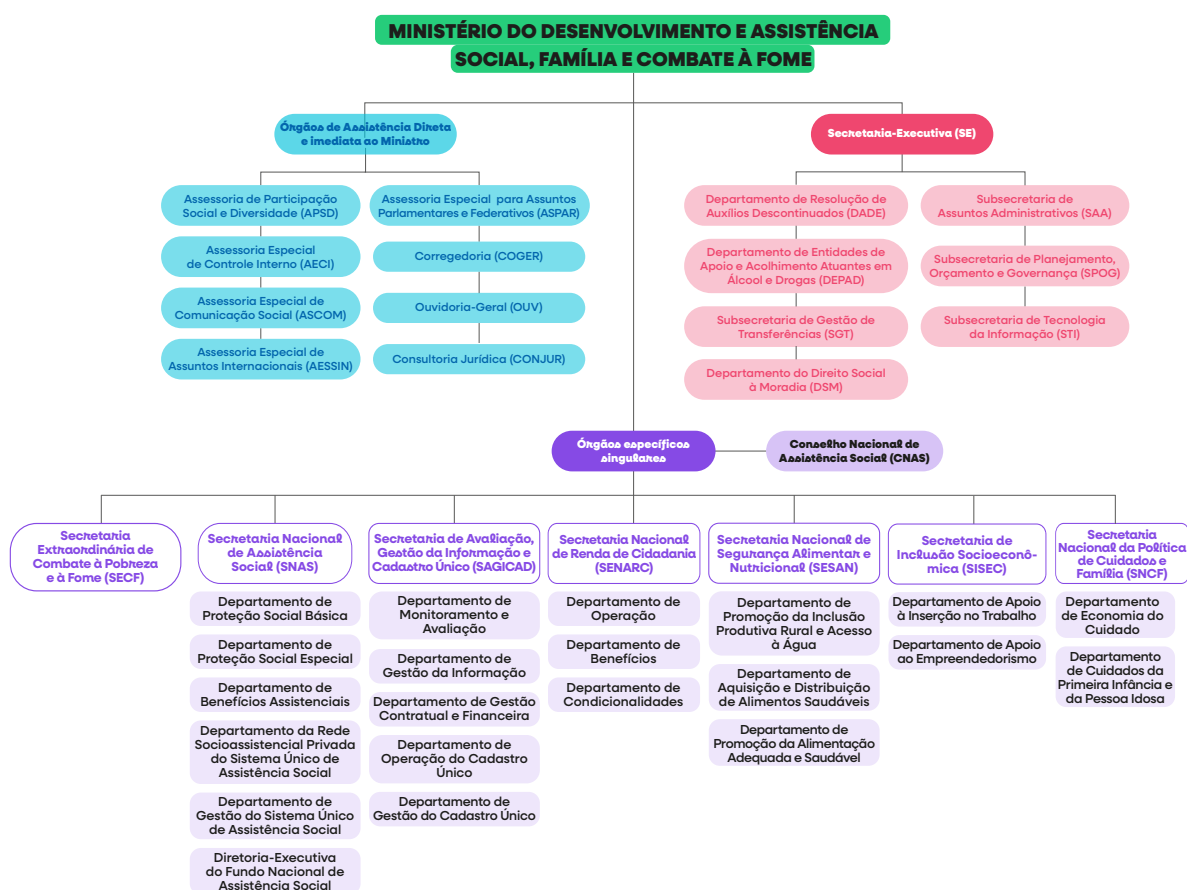 MINISTÉRIO DO DESENVOLVIMENTO E ASSISTÊNCIA
SOCIAL, FAMÍLIA E COMBATE À FOME
Órgãos de Assistência Direta
e imediata ao Ministro
Assessoria de Participação
Social e Diversidade (APSD)
Assessoria Especial
de Controle Interno (AECI)
Assessoria Especial de
Comunicação Social (ASCOM)
Assessoria Especial de
Assuntos Internacionais (AESSIN)
Assessoria Especial para Assuntos
Parlamentares e Federativos (ASPAR)
Corregedoria (COGER)
Ouvidoria-Geral (OUV)
Consultoria Jurídica (CONJUR)
Secretaria-Executiva (SE)
Departamento de Resolução de
Auxílios Descontinuados (DADE)
Departamento de Entidades de
Apoio e Acolhimento Atuantes em
Álcool e Drogas (DEPAD)
Subsecretaria de Gestão de
Transferências (SGT)
Departamento do Direito Social
à Moradia (DSM)
Subsecretaria de
Assuntos Administrativos (SAA)
Subsecretaria de Planejamento,
Orçamento e Governança (SPOG)
Subsecretaria de Tecnologia
da Informação (STI)
Órgãos específicos
singulares
Conselho Nacional de
Assistência Social (CNAS)
Secretaria
Extraordinária de
Combate à Pobreza
e à Fome (SECF)
Secretaria Nacional
de Assistência
Social (SNAS)
Departamento de
Proteção Social Básica
Departamento de
Proteção Social Especial
Departamento de
Benefícios Assistenciais
Departamento da Rede
Socioassistencial Privada
do Sistema Único de
Assistência Social
Departamento de
Gestão do Sistema Único
de Assistência Social
Diretoria-Executiva
do Fundo Nacional de
Assistência Social
Secretaria de Avaliação,
Gestão da Informação e
Cadastro Único (SAGICAD)
Departamento de
Monitoramento e
Avaliação
Departamento de
Gestão da Informação
Departamento de Gestão
Contratual e Financeira
Departamento de
Operação do Cadastro
Único
Departamento de
Gestão do Cadastro Único
Secretaria Nacional
de Renda de Cidadania
(SENARC)
Departamento de
Operação
Departamento de
Benefícios
Departamento de
Condicionalidades
Secretaria Nacional de
Segurança Alimentar e
Nutricional (SESAN)
Departamento de
Promoção da Inclusão
Produtiva Rural e Acesso
à Água
Departamento de
Aquisição e Distribuição
de Alimentos Saudáveis
Departamento de
Promoção da Alimentação
Adequada e Saudável
Secretaria de
Inclusão Socioeconô-
mica (SISEC)
Departamento de Apoio
à Inserção no Trabalho
Departamento de Apoio
ao Empreendedorismo
Secretaria
Nacional da Política
de Cuidados e
Família (SNCF)
Departamento
de Economia do
Cuidado
Departamento
de Cuidados da
Primeira Infância e
da Pessoa Idosa